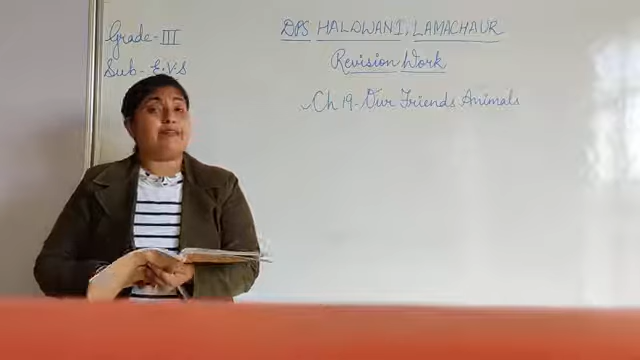 Grade - III
Sub - E.V.S
DPS HALDWANI, LAMACHAUR
Revision Work
Ch 19 - Our Friends Animals